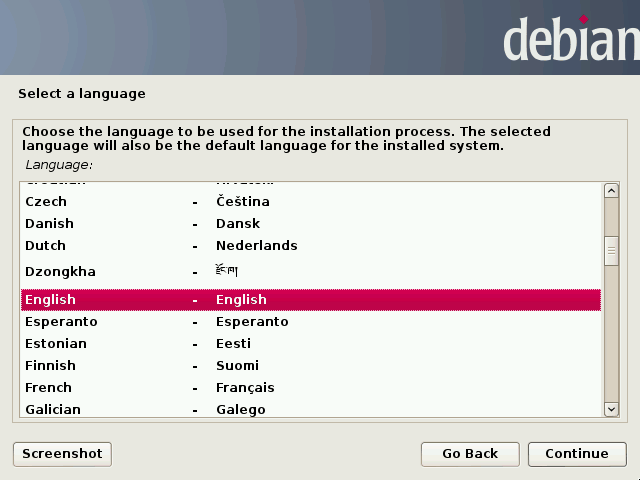 debian
Select a language
Choose the language to be used for the installation process. The selected
language will also be the default language for the installed system.
Language:
Czech - Čeština
Danish - Dansk
Dutch - Nederlands
Dzongkha - རྫོང་ཁ།
English - English
Esperanto - Esperanto
Estonian - Eesti
Finnish - Suomi
French - Français
Galician - Galego
Screenshot Go Back Continue